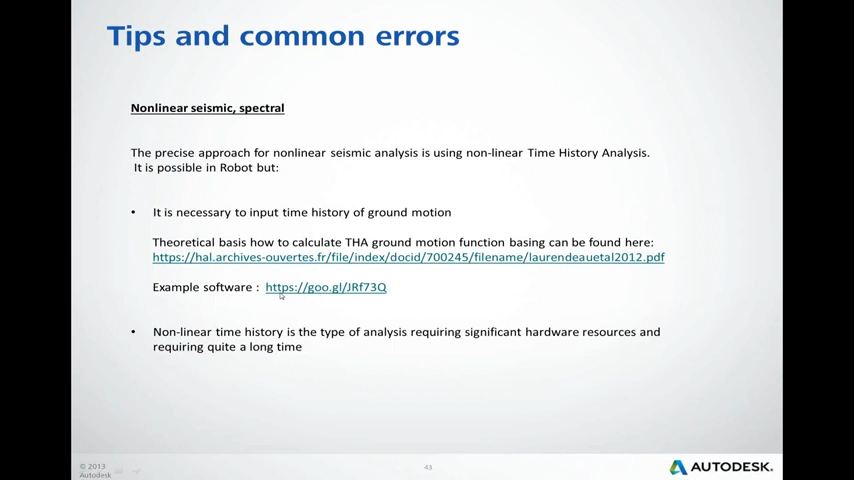 Tips and common errors
Nonlinear seismic, spectral
The precise approach for nonlinear seismic analysis is using non-linear Time History Analysis.
It is possible in Robot but:
• It is necessary to input time history of ground motion
Theoretical basis how to calculate THA ground motion function basing can be found here:
https://hal.archives-ouvertes.fr/file/index/docid/700245/filename/laurendeauetal2012.pdf
Example software : https://goo.gl/JRf73Q
• Non-linear time history is the type of analysis requiring significant hardware resources and
requiring quite a long time
© 2013
Autodesk
43
AUTODESK.